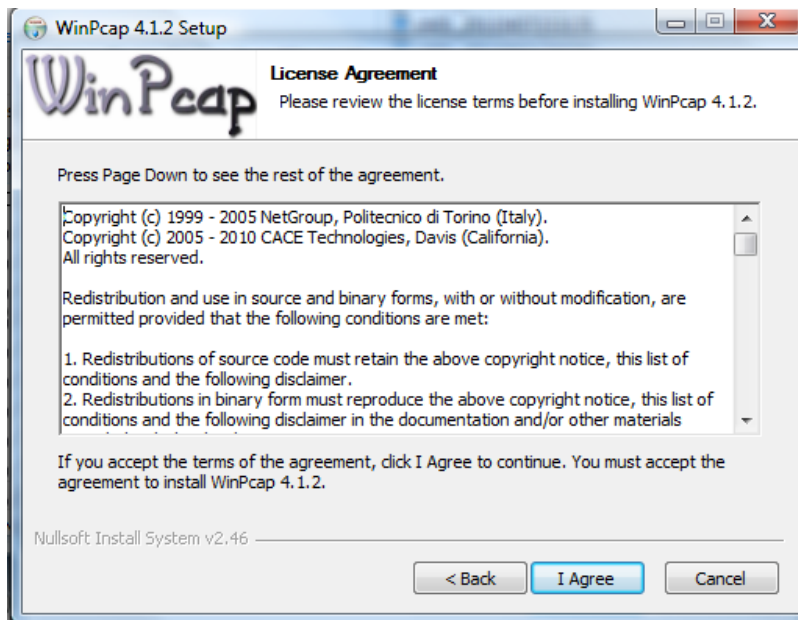 WinPcap 4.1.2 Setup
WinPcap
License Agreement
Please review the license terms before installing WinPcap 4.1.2.
Press Page Down to see the rest of the agreement.
Copyright (c) 1999 - 2005 NetGroup, Politecnico di Torino (Italy).
Copyright (c) 2005 - 2010 CACE Technologies, Davis (California).
All rights reserved.
Redistribution and use in source and binary forms, with or without modification, are
permitted provided that the following conditions are met:
1. Redistributions of source code must retain the above copyright notice, this list of
conditions and the following disclaimer.
2. Redistributions in binary form must reproduce the above copyright notice, this list of
conditions and the following disclaimer in the documentation and/or other materials
If you accept the terms of the agreement, click I Agree to continue. You must accept the
agreement to install WinPcap 4.1.2.
Nullsoft Install System v2.46
< Back
I Agree
Cancel